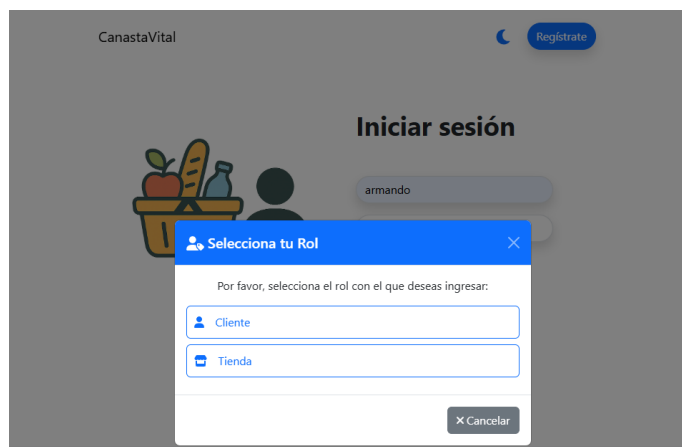 CanastaVital
Regístrate
Iniciar sesión
armando
Selecciona tu Rol
Por favor, selecciona el rol con el que deseas ingresar:
Cliente
Tienda
Cancelar